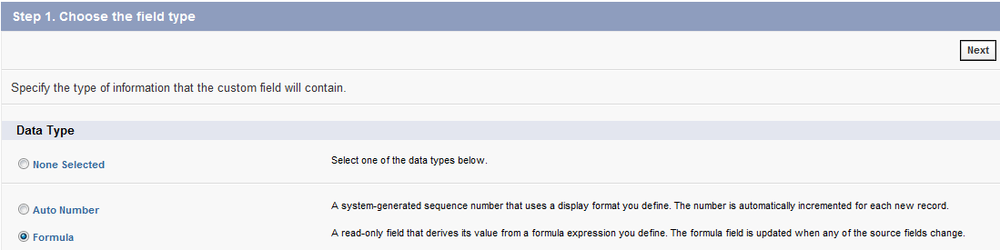 Step 1. Choose the field type
Next
Specify the type of information that the custom field will contain.
Data Type
None Selected Select one of the data types below.
Auto Number A system-generated sequence number that uses a display format you define. The number is automatically incremented for each new record.
Formula A read-only field that derives its value from a formula expression you define. The formula field is updated when any of the source fields change.